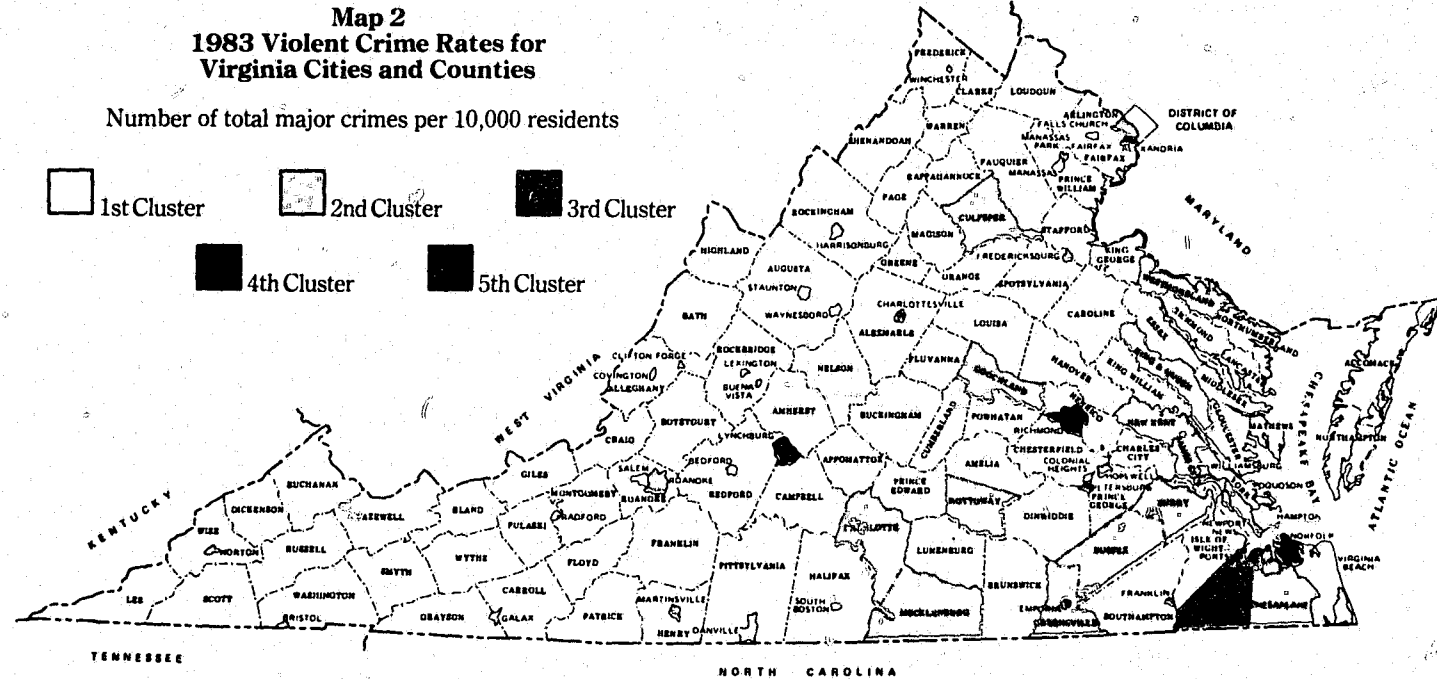 Map 2
1983 Violent Crime Rates for
Virginia Cities and Counties
Number of total major crimes per 10,000 residents
1st Cluster
2nd Cluster
3rd Cluster
4th Cluster
5th Cluster
FREDERICK
WINCHESTER
CLARKE
LOUDOUN
ARLINGTON
FALLS CHURCH
DISTRICT OF
COLUMBIA
SHENANDOAH
WARREN
MANASSAS
PARK
FAIRFAX
FAIRFAX
FAUQUIER
MANASSAS
RAPPAHANNOCK
PRINCE
WILLIAM
PAGE
CULPEPER
ROCKINGHAM
HARRISONBURG
MADISON
STAFFORD
MARYLAND
HIGHLAND
GREENE
FREDERICKSBURG
KING
GEORGE
AUGUSTA
STAUNTON
ORANGE
SPOTSYLVANIA
WESTMORELAND
NORTHUMBERLAND
WAYNESBORO
CHARLOTTESVILLE
ALBEMARLE
LOUISA
CAROLINE
ESSEX
RICHMOND
BATH
ROCKBRIDGE
LEXINGTON
CLIFTON FORGE
COVINGTON
ALLEGHANY
BUENA
VISTA
NELSON
FLUVANNA
GOOCHLAND
HANOVER
KING WILLIAM
KING & QUEEN
LANCASTER
MIDDLESEX
ACCOMACK
WEST VIRGINIA
BOTETOURT
AMHERST
BUCKINGHAM
CUMBERLAND
POWHATAN
HENRICO
RICHMOND
NEW KENT
GLOUCESTER
MATHEWS
NORTHAMPTON
CHESAPEAKE BAY
ATLANTIC OCEAN
CRAIG
LYNCHBURG
APPOMATTOX
AMELIA
CHESTERFIELD
COLONIAL
HEIGHTS
CHARLES
CITY
JAMES
WILLIAMSBURG
YORK
POQUOSON
GILES
SALEM
ROANOKE
ROANOKE
BEDFORD
BEDFORD
CAMPBELL
PRINCE
EDWARD
NOTTOWAY
DINWIDDIE
HOPEWELL
PETERSBURG
PRINCE
GEORGE
SURRY
HAMPTON
KENTUCKY
BUCHANAN
DICKENSON
WISE
NORTON
TAZEWELL
BLAND
MONTGOMERY
RADFORD
PULASKI
RUSSELL
SMYTH
WYTHE
FLOYD
FRANKLIN
PITTSYLVANIA
CHARLOTTE
LUNENBURG
SUSSEX
NEWPORT
NEWS
ISLE OF
WIGHT
NORFOLK
VIRGINIA
BEACH
LEE
SCOTT
WASHINGTON
BRISTOL
GRAYSON
CARROLL
GALAX
PATRICK
MARTINSVILLE
HENRY
DANVILLE
HALIFAX
SOUTH
BOSTON
MECKLENBURG
BRUNSWICK
EMPORIA
GREENSVILLE
FRANKLIN
SOUTHAMPTON
CHESAPEAKE
TENNESSEE
NORTH CAROLINA